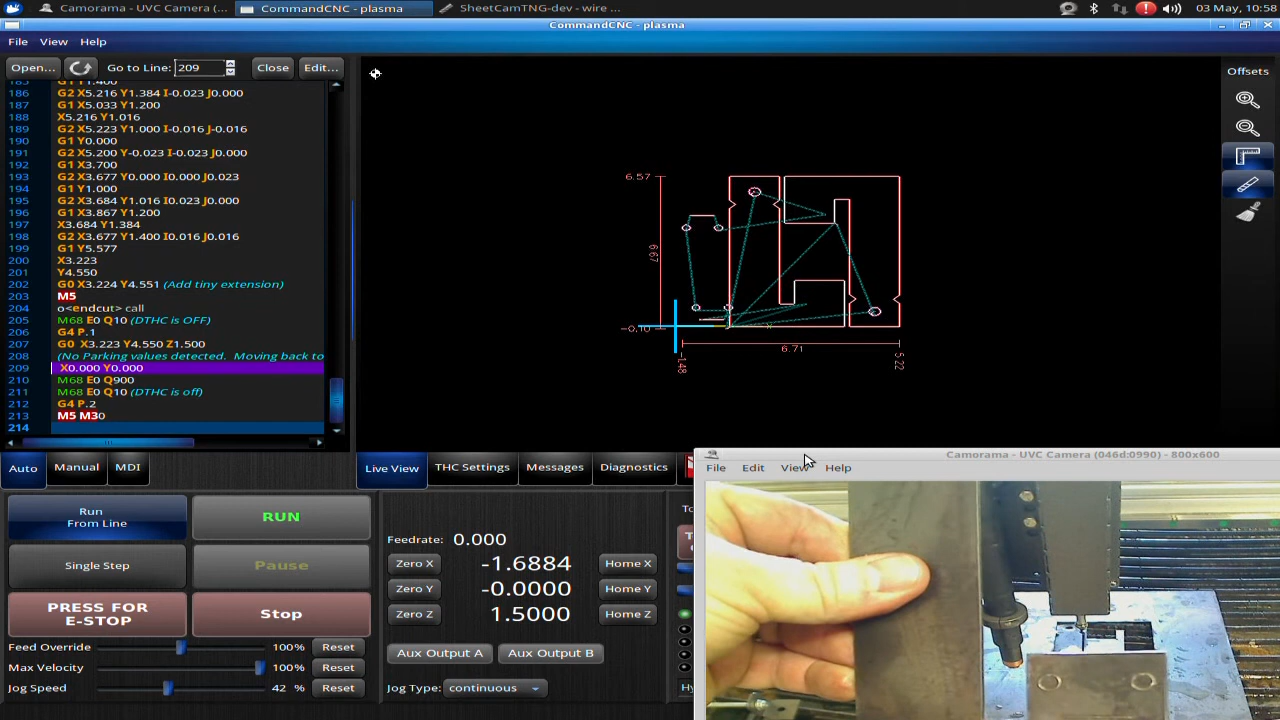 Camorama - UVC Camera (...
CommandCNC - plasma
SheetCamTNG-dev - wire ...
03 May, 10:58
CommandCNC - plasma
File View Help
Open... Go to Line: 209 Close Edit...
185 G1 Y1.400
186 G2 X5.216 Y1.384 I-0.023 J0.000
187 G1 X5.033 Y1.200
188 X5.216 Y1.016
189 G2 X5.223 Y1.000 I-0.016 J-0.016
190 G1 Y0.000
191 G2 X5.200 Y-0.023 I-0.023 J0.000
192 G1 X3.700
193 G2 X3.677 Y0.000 I0.000 J0.023
194 G1 Y1.000
195 G2 X3.684 Y1.016 I0.023 J0.000
196 G1 X3.867 Y1.200
197 X3.684 Y1.384
198 G2 X3.677 Y1.400 I0.016 J0.016
199 G1 Y5.577
200 X3.223
201 Y4.550
202 G0 X3.224 Y4.551 (Add tiny extension)
203 M5
204 o<endcut> call
205 M68 E0 Q10 (DTHC is OFF)
206 G4 P.1
207 G0 X3.223 Y4.550 Z1.500
208 (No Parking values detected. Moving back to
209 X0.000 Y0.000
210 M68 E0 Q900
211 M68 E0 Q10 (DTHC is off)
212 G4 P.2
213 M5 M30
214
6.57
6.67
-0.10
6.71
-1.48
5.22
Offsets
Auto Manual MDI
Live View THC Settings Messages Diagnostics
Run From Line
RUN
Single Step
Pause
PRESS FOR E-STOP
Stop
Feed Override 100% Reset
Max Velocity 100% Reset
Jog Speed 42 % Reset
Feedrate: 0.000
Zero X -1.6884 Home X
Zero Y -0.0000 Home Y
Zero Z 1.5000 Home Z
Aux Output A Aux Output B
Jog Type: continuous
Camorama - UVC Camera (046d:0990) - 800x600
File Edit View Help